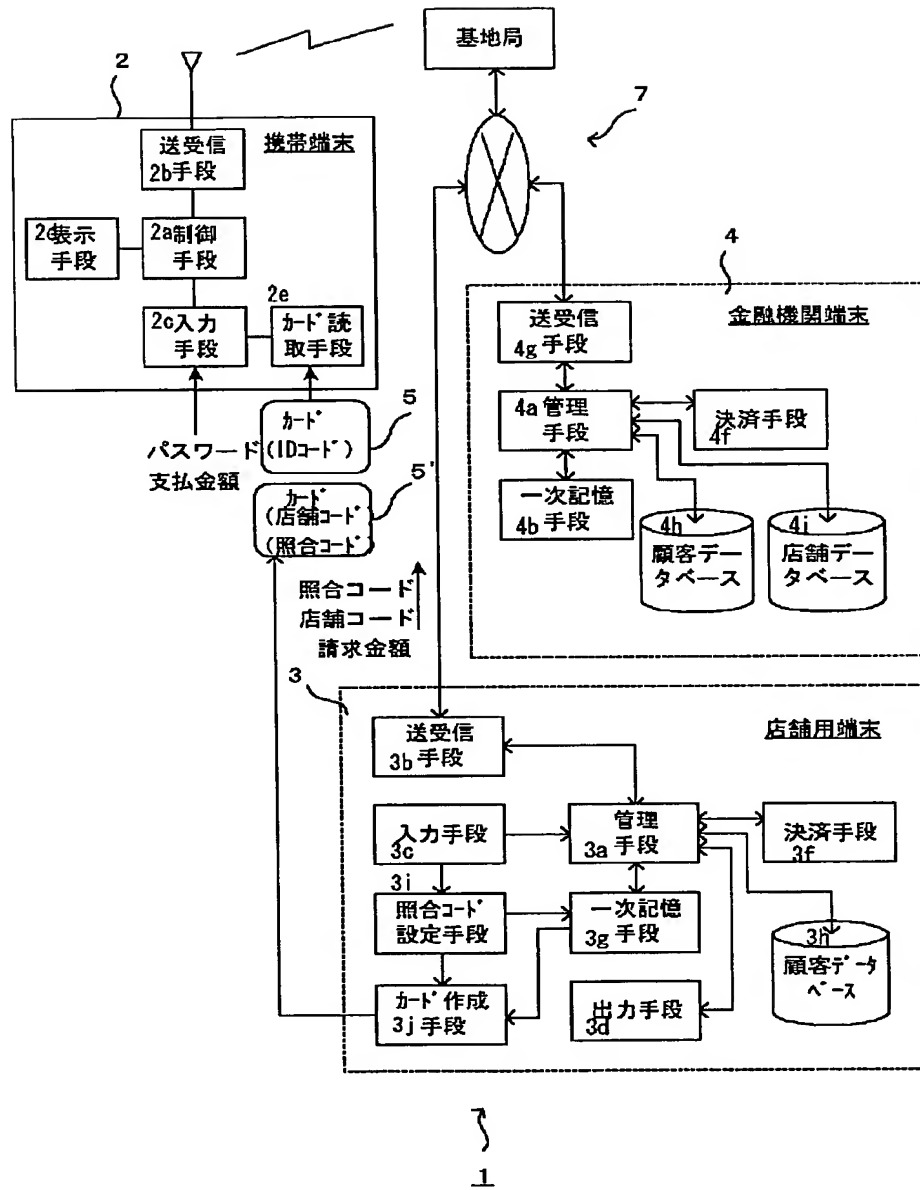 基地局
7
2
携帯端末
送受信
2b手段
2d表示
手段
2a制御
手段
2e
2c入力
手段
カード読
取手段
パスワード
支払金額
カード
(IDコード)
5
カード
(店舗コード)
(照合コード)
5'
照合コード
店舗コード
請求金額
4
金融機関端末
送受信
4g手段
4a管理
手段
決済手段
4f
一次記憶
4b手段
4h
顧客デー
タベース
4i
店舗デー
タベース
3
店舗用端末
送受信
3b手段
入力手段
3c
管理
3a手段
決済手段
3f
3i
照合コード
設定手段
一次記憶
3g手段
3h
顧客データ
ベース
カード作成
3j手段
出力手段
3d
1